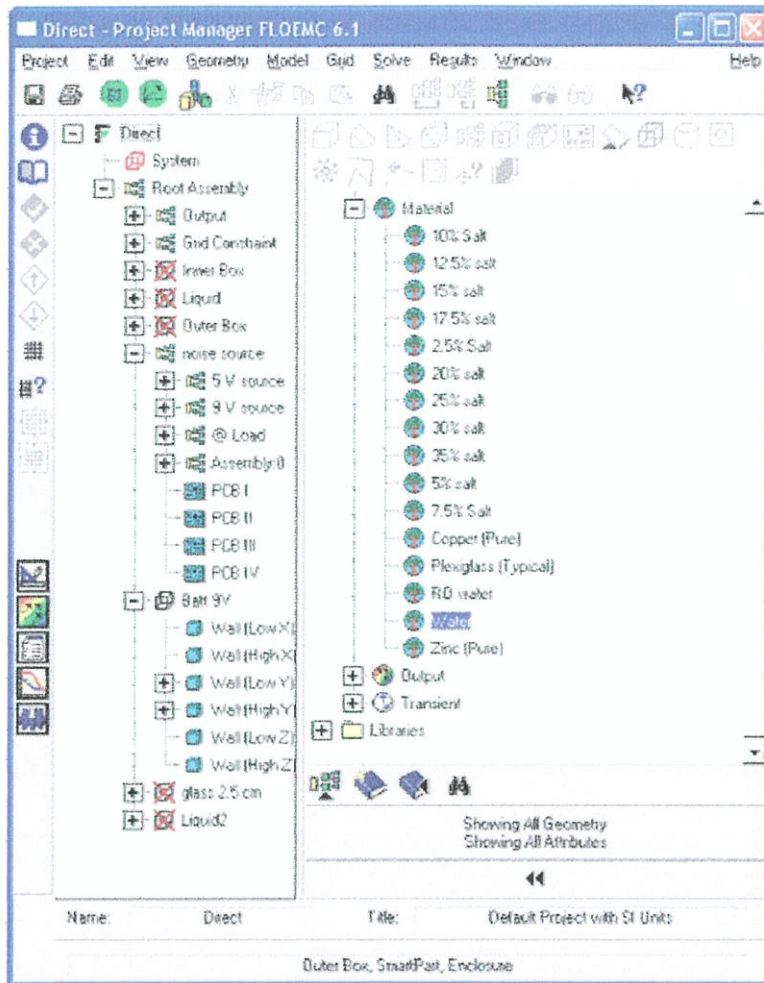 Direct - Project Manager FLOEMC 6.1
Project Edit View Geometry Model Grid Solve Results Window Help
Direct
System
Root Assembly
Output
Grid Constraint
Inner Box
Liquid
Outer Box
noise source
5 V source
9 V source
@ Load
Assembly:0
PCB I
PCB II
PCB III
PCB IV
Batt 9V
Wall (Low X)
Wall (High X)
Wall (Low Y)
Wall (High Y)
Wall (Low Z)
Wall (High Z)
glass 2.5 cm
Liquid2
Material
10% Salt
12.5% salt
15% salt
17.5% salt
2.5% Salt
20% salt
25% salt
30% salt
35% salt
5% salt
7.5% Salt
Copper (Pure)
Plexiglass (Typical)
RO water
Water
Zinc (Pure)
Output
Transient
Libraries
Showing All Geometry
Showing All Attributes
Name: Direct Title: Default Project with SI Units
Outer Box, SmartPart, Enclosure